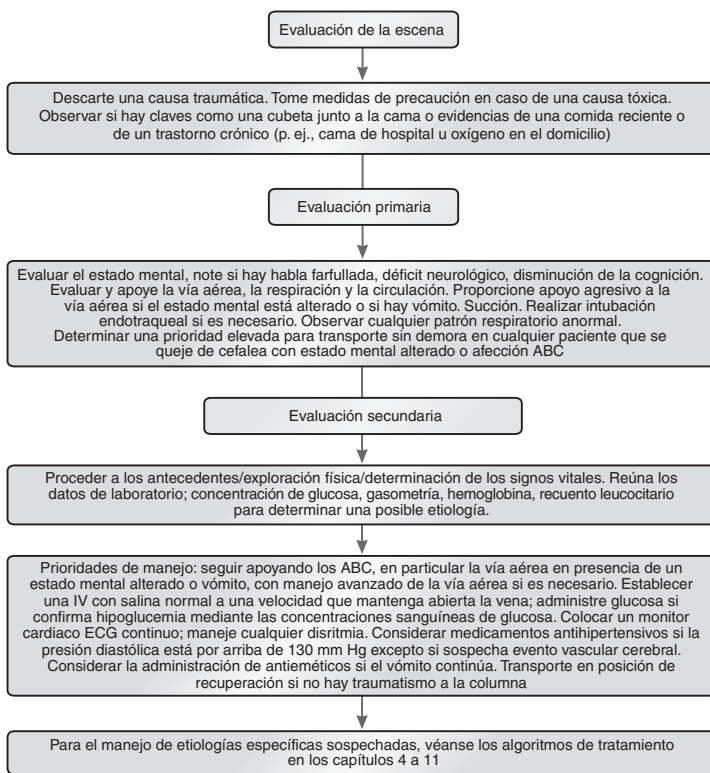 Evaluación de la escena
Descarte una causa traumática. Tome medidas de precaución en caso de una causa tóxica.
Observar si hay claves como una cubeta junto a la cama o evidencias de una comida reciente o
de un trastorno crónico (p. ej., cama de hospital u oxígeno en el domicilio)
Evaluación primaria
Evaluar el estado mental, note si hay habla farfullada, déficit neurológico, disminución de la cognición.
Evaluar y apoye la vía aérea, la respiración y la circulación. Proporcione apoyo agresivo a la
vía aérea si el estado mental está alterado o si hay vómito. Succión. Realizar intubación
endotraqueal si es necesario. Observar cualquier patrón respiratorio anormal.
Determinar una prioridad elevada para transporte sin demora en cualquier paciente que se
queje de cefalea con estado mental alterado o afección ABC
Evaluación secundaria
Proceder a los antecedentes/exploración física/determinación de los signos vitales. Reúna los
datos de laboratorio; concentración de glucosa, gasometría, hemoglobina, recuento leucocitario
para determinar una posible etiología.
Prioridades de manejo: seguir apoyando los ABC, en particular la vía aérea en presencia de un
estado mental alterado o vómito, con manejo avanzado de la vía aérea si es necesario. Establecer
una IV con salina normal a una velocidad que mantenga abierta la vena; administre glucosa si
confirma hipoglucemia mediante las concentraciones sanguíneas de glucosa. Colocar un monitor
cardiaco ECG continuo; maneje cualquier disritmia. Considerar medicamentos antihipertensivos si la
presión diastólica está por arriba de 130 mm Hg excepto si sospecha evento vascular cerebral.
Considerar la administración de antieméticos si el vómito continúa. Transporte en posición de
recuperación si no hay traumatismo a la columna
Para el manejo de etiologías específicas sospechadas, véanse los algoritmos de tratamiento
en los capítulos 4 a 11